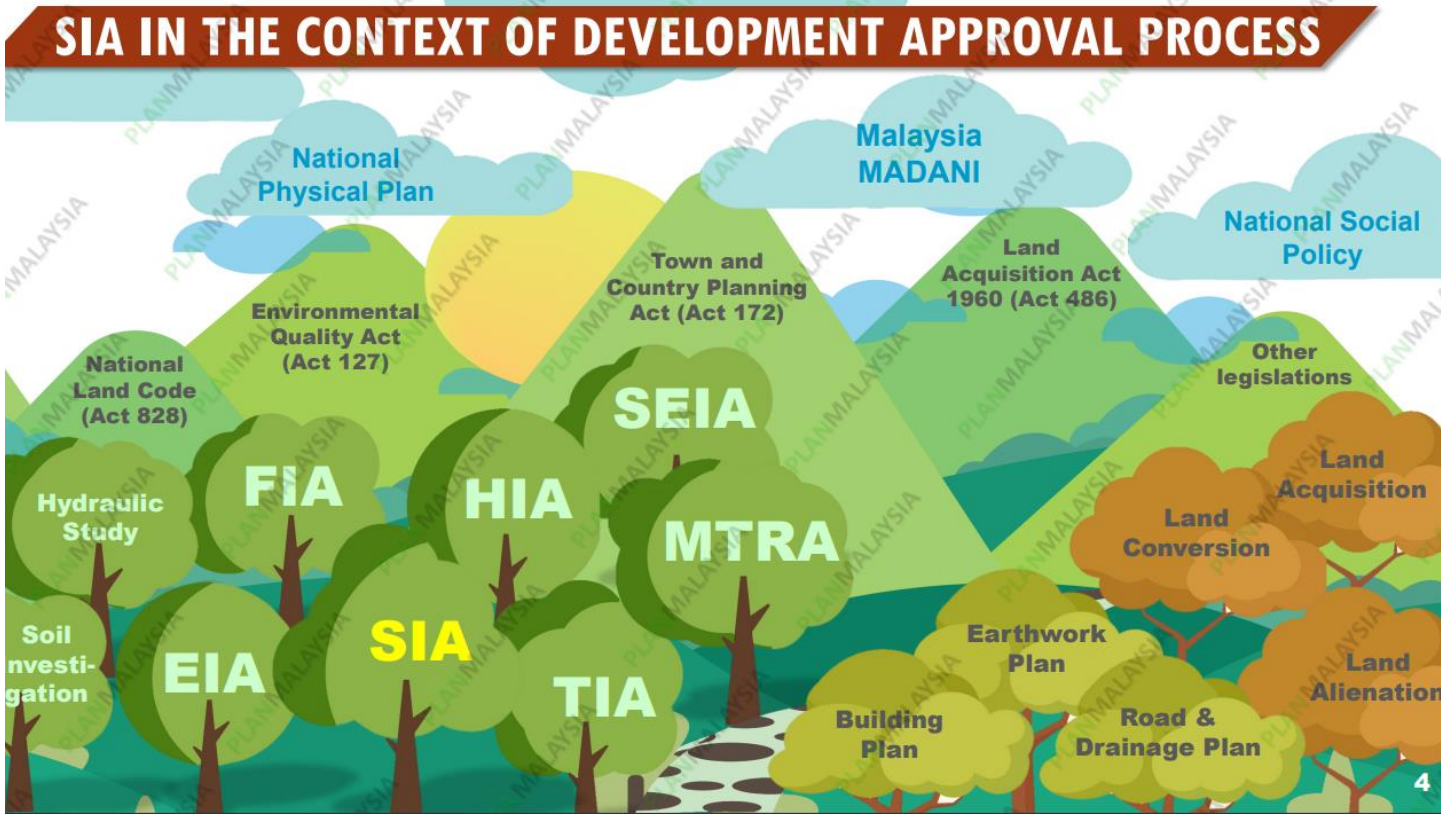 SIA IN THE CONTEXT OF DEVELOPMENT APPROVAL PROCESS
National
Physical Plan
Malaysia
MADANI
National Social
Policy
National
Land Code
(Act 828)
Environmental
Quality Act
(Act 127)
Town and
Country Planning
Act (Act 172)
Land
Acquisition Act
1960 (Act 486)
Other
legislations
Hydraulic
Study
FIA
HIA
SEIA
MTRA
Soil
nvesti-
gation
EIA
SIA
TIA
Land
Acquisition
Land
Conversion
Earthwork
Plan
Land
Alienation
Building
Plan
Road &
Drainage Plan
4
PLANMALAYSIA